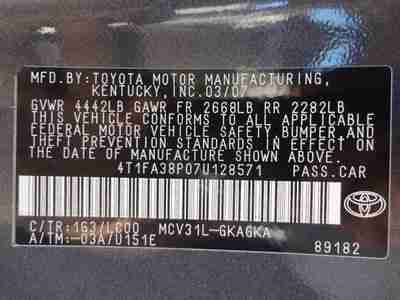 MFD.BY:TOYOTA MOTOR MANUFACTURING,
KENTUCKY, INC.03/07
GVWR 4442LB GAWR FR 2668LB RR 2282LB
THIS VEHICLE CONFORMS TO ALL APPLICABLE
FEDERAL MOTOR VEHICLE SAFETY, BUMPER, AND
THEFT PREVENTION STANDARDS IN EFFECT ON
THE DATE OF MANUFACTURE SHOWN ABOVE.
4T1FA38P07U128571 PASS.CAR
C/TR:1G3/LC00 MCV31L-GKAGKA
A/TM:-03A/U151E
89182
TOYOTA